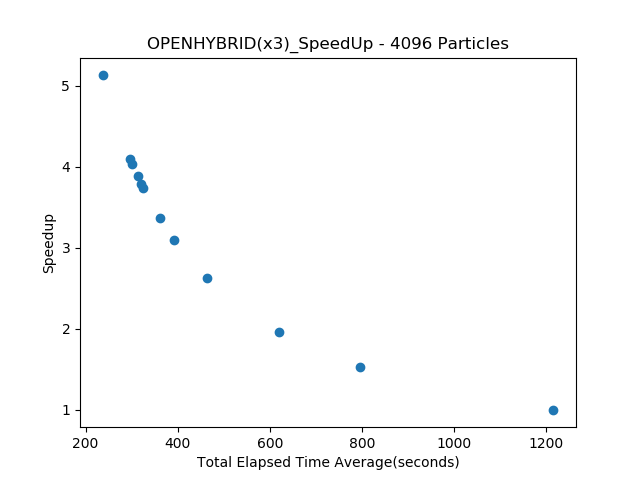 OPENHYBRID(x3)_SpeedUp - 4096 Particles
5
4
3
2
1
Speedup
200 400 600 800 1000 1200
Total Elapsed Time Average(seconds)